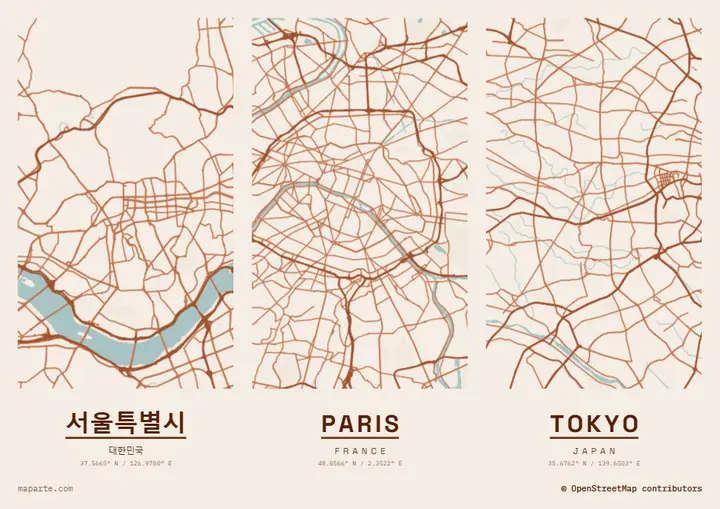 서울특별시
대한민국
37.5665° N / 126.9780° E
PARIS
FRANCE
48.8566° N / 2.3522° E
TOKYO
JAPAN
35.6762° N / 139.6503° E
maparte.com
© OpenStreetMap contributors